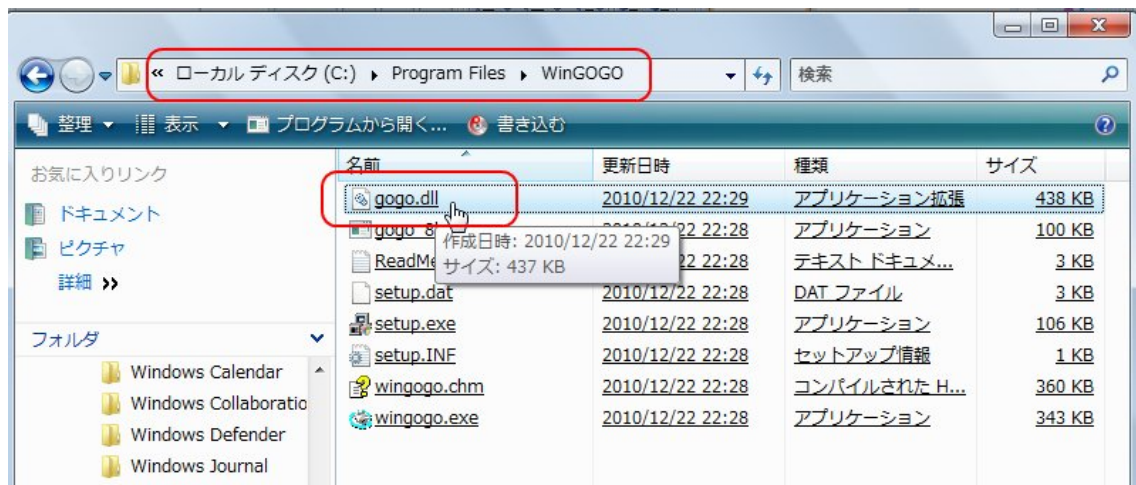 « ローカル ディスク (C:) ▸ Program Files ▸ WinGOGO
検索
整理 表示 プログラムから開く... 書き込む
お気に入りリンク
ドキュメント
ピクチャ
詳細 »
フォルダ
Windows Calendar
Windows Collaboratio
Windows Defender
Windows Journal
名前 更新日時 種類 サイズ
gogo.dll 2010/12/22 22:29 アプリケーション拡張 438 KB
22:28 アプリケーション 100 KB
ReadMe 22:28 テキスト ドキュメ... 3 KB
作成日時: 2010/12/22 22:29
サイズ: 437 KB
setup.dat 2010/12/22 22:28 DAT ファイル 3 KB
setup.exe 2010/12/22 22:28 アプリケーション 106 KB
setup.INF 2010/12/22 22:28 セットアップ情報 1 KB
wingogo.chm 2010/12/22 22:28 コンパイルされた H... 360 KB
wingogo.exe 2010/12/22 22:28 アプリケーション 343 KB